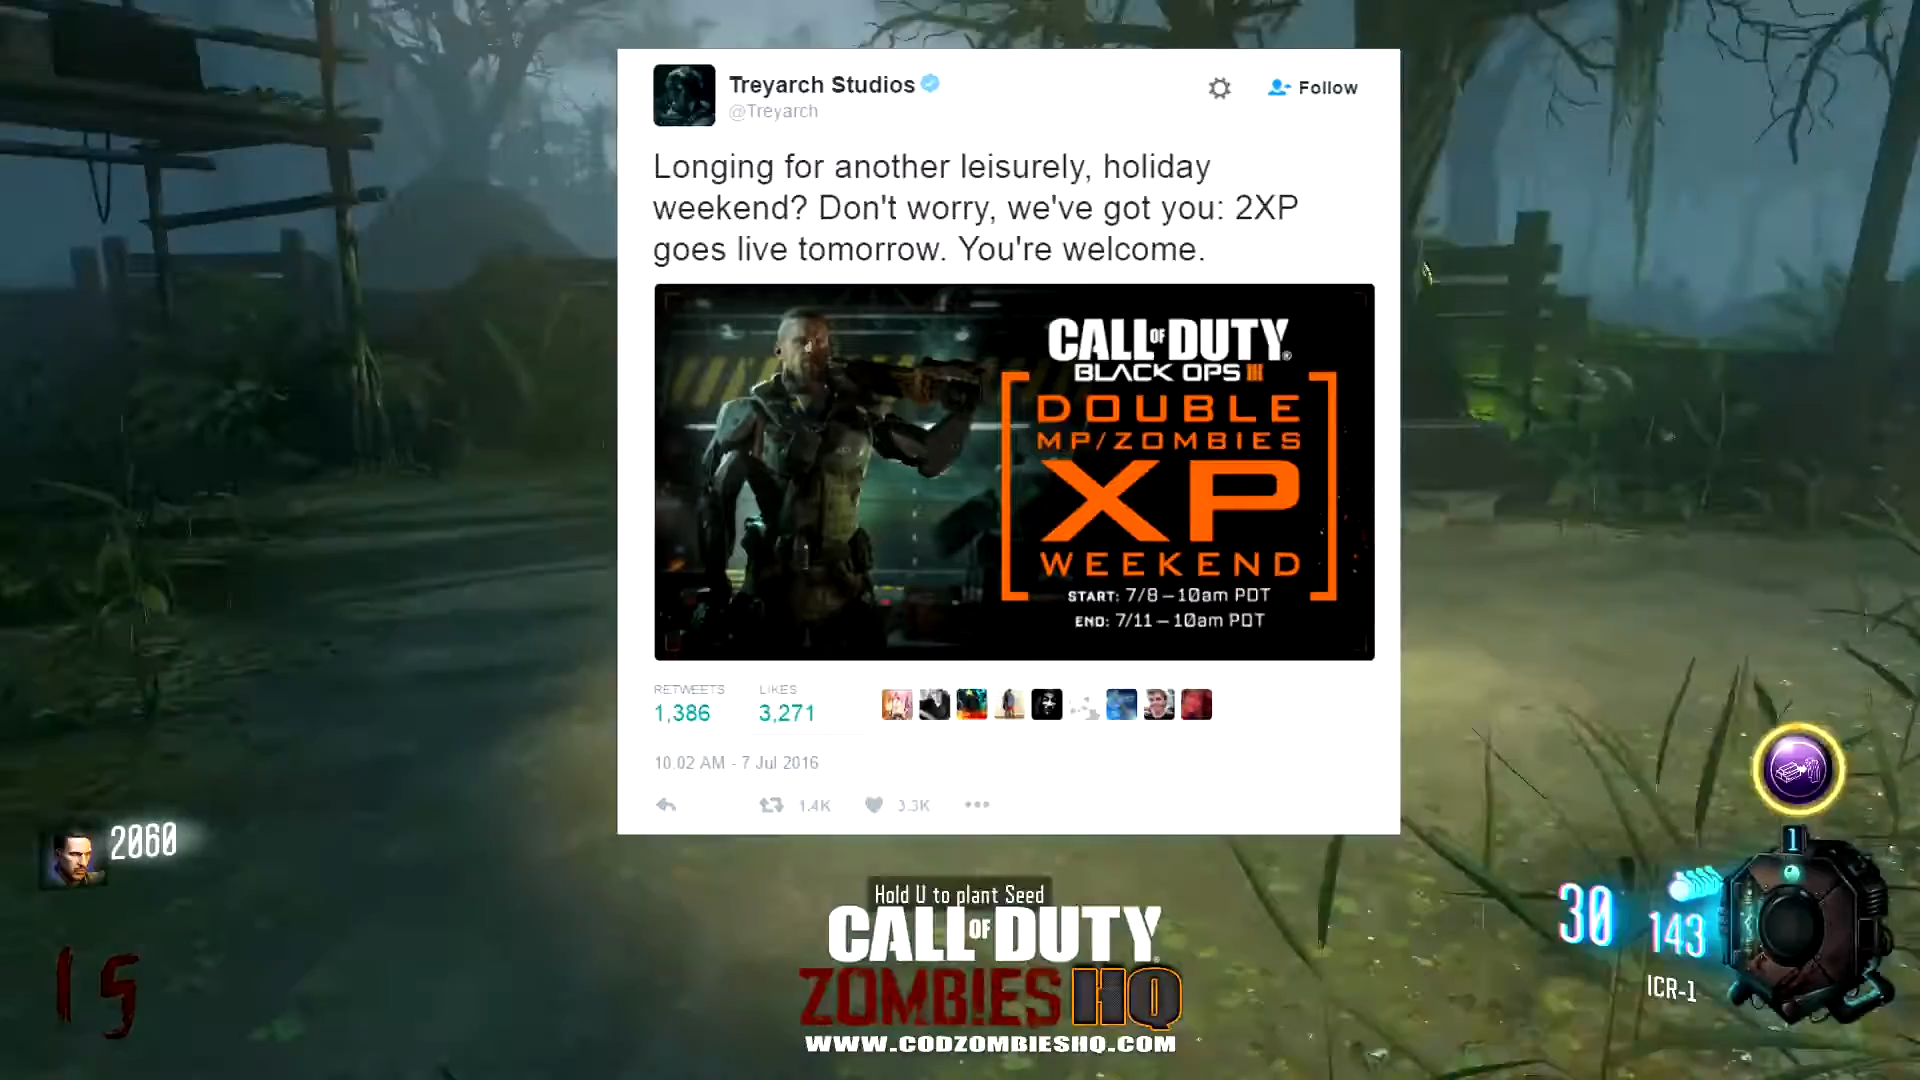 Treyarch Studios
@Treyarch
Follow
Longing for another leisurely, holiday
weekend? Don't worry, we've got you: 2XP
goes live tomorrow. You're welcome.
CALL OF DUTY®
BLACK OPS III
DOUBLE
MP/ZOMBIES
XP
WEEKEND
START: 7/8 – 10am PDT
END: 7/11 – 10am PDT
RETWEETS LIKES
1,386 3,271
10:02 AM - 7 Jul 2016
1.4K 3.3K
2060
1
Hold U to plant Seed
30 143
ICR-1
15
CALL OF DUTY
ZOMBIES HQ
WWW.CODZOMBIESHQ.COM